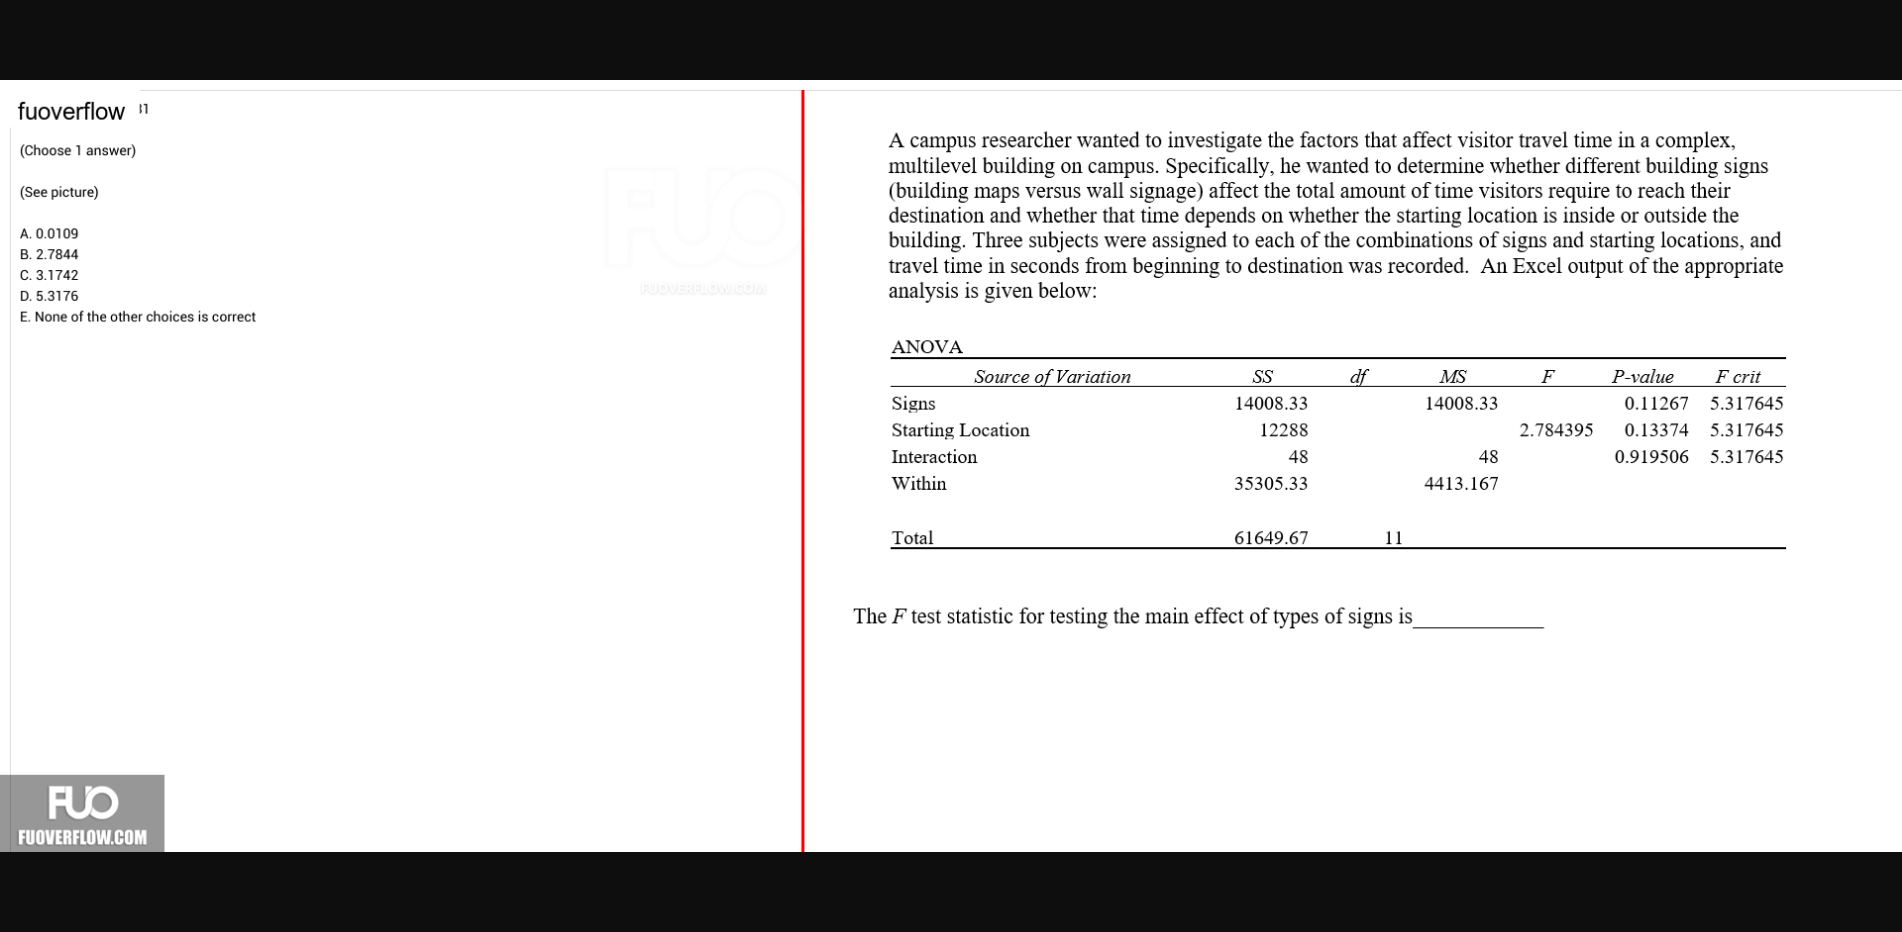 fuoverflow 31
(Choose 1 answer)
(See picture)
A. 0.0109
B. 2.7844
C. 3.1742
D. 5.3176
E. None of the other choices is correct
FUO
FUOVERFLOW.COM
A campus researcher wanted to investigate the factors that affect visitor travel time in a complex,
multilevel building on campus. Specifically, he wanted to determine whether different building signs
(building maps versus wall signage) affect the total amount of time visitors require to reach their
destination and whether that time depends on whether the starting location is inside or outside the
building. Three subjects were assigned to each of the combinations of signs and starting locations, and
travel time in seconds from beginning to destination was recorded. An Excel output of the appropriate
analysis is given below:
ANOVA
Source of Variation SS df MS F P-value F crit
Signs 14008.33 14008.33 0.11267 5.317645
Starting Location 12288 2.784395 0.13374 5.317645
Interaction 48 48 0.919506 5.317645
Within 35305.33 4413.167
Total 61649.67 11
The F test statistic for testing the main effect of types of signs is____________
FUO
FUOVERFLOW.COM